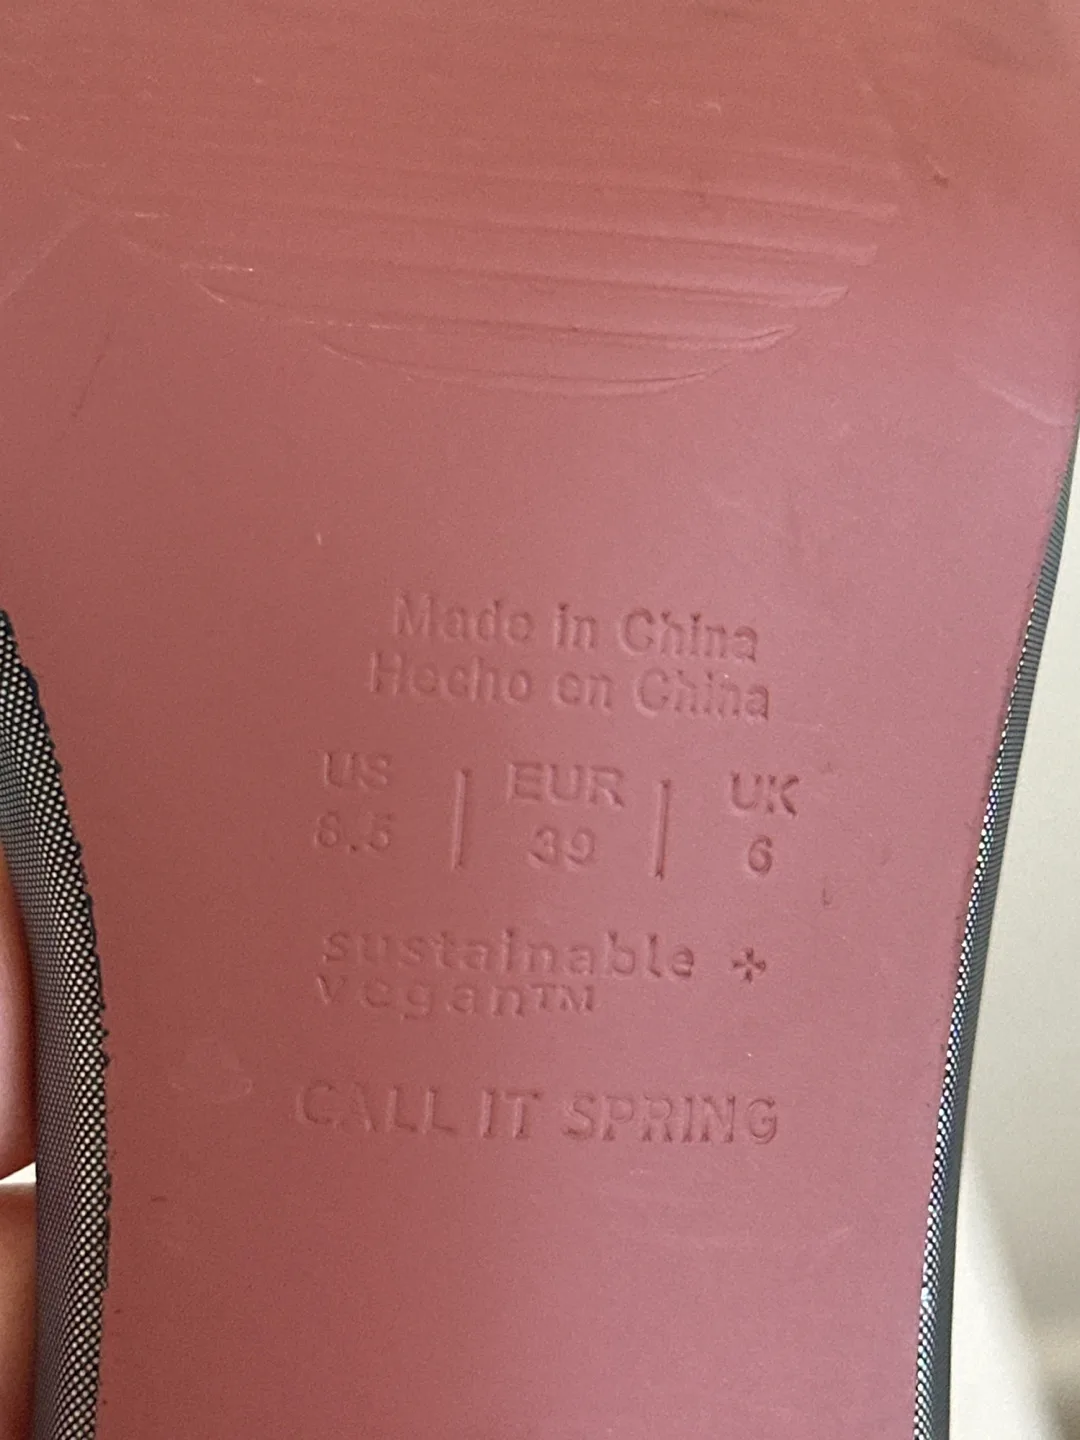 Made in China
Hecho en China
US | EUR | UK
8.5 | 39 | 6
sustainable +
vegan™
CALL IT SPRING